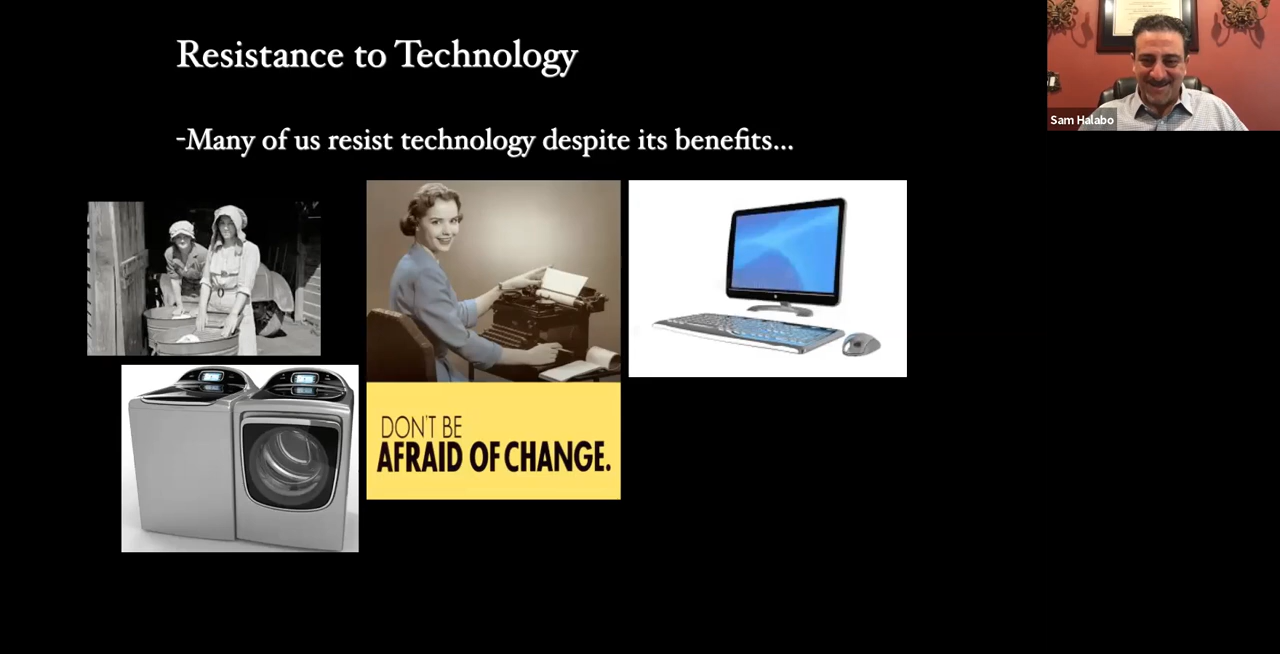 Resistance to Technology
Sam Halabo
-Many of us resist technology despite its benefits...
DON'T BE
AFRAID OF CHANGE.